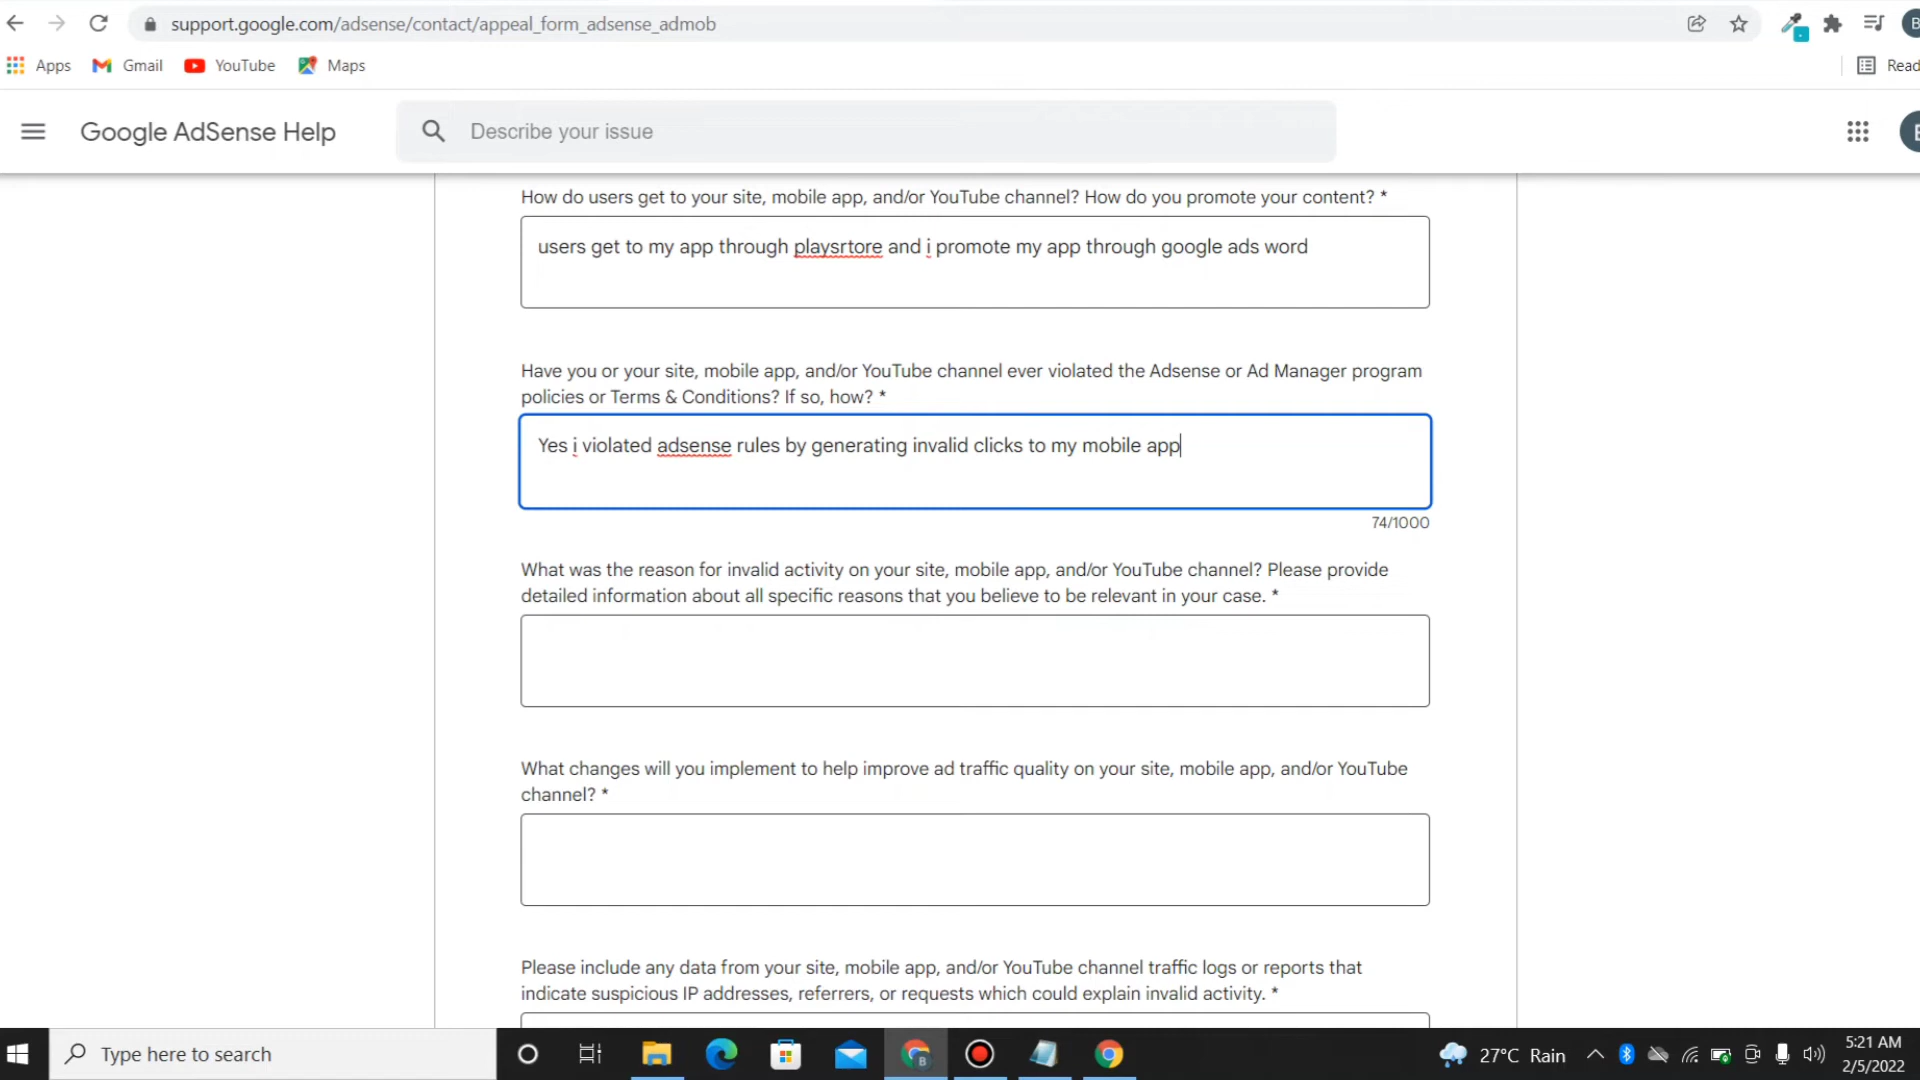 support.google.com/adsense/contact/appeal_form_adsense_admob
B
Apps
Gmail
YouTube
Maps
Read
Google AdSense Help
Describe your issue
How do users get to your site, mobile app, and/or YouTube channel? How do you promote your content? *
users get to my app through playsrtore and i promote my app through google ads word
Have you or your site, mobile app, and/or YouTube channel ever violated the Adsense or Ad Manager program
policies or Terms & Conditions? If so, how? *
Yes i violated adsense rules by generating invalid clicks to my mobile app
74/1000
What was the reason for invalid activity on your site, mobile app, and/or YouTube channel? Please provide
detailed information about all specific reasons that you believe to be relevant in your case. *
What changes will you implement to help improve ad traffic quality on your site, mobile app, and/or YouTube
channel? *
Please include any data from your site, mobile app, and/or YouTube channel traffic logs or reports that
indicate suspicious IP addresses, referrers, or requests which could explain invalid activity. *
Type here to search
27°C Rain
5:21 AM
2/5/2022